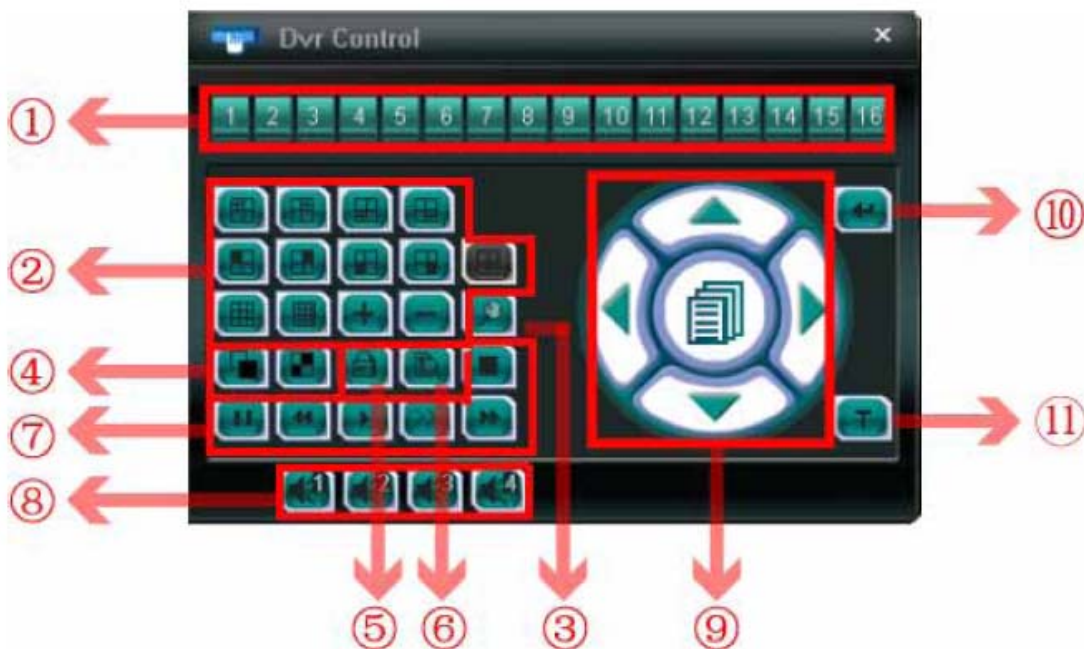 Dvr Control ×
① 1 2 3 4 5 6 7 8 9 10 11 12 13 14 15 16
⑩
②
④
⑦ ⑪
⑧ 1 2 3 4
⑤ ⑥ ③ ⑨